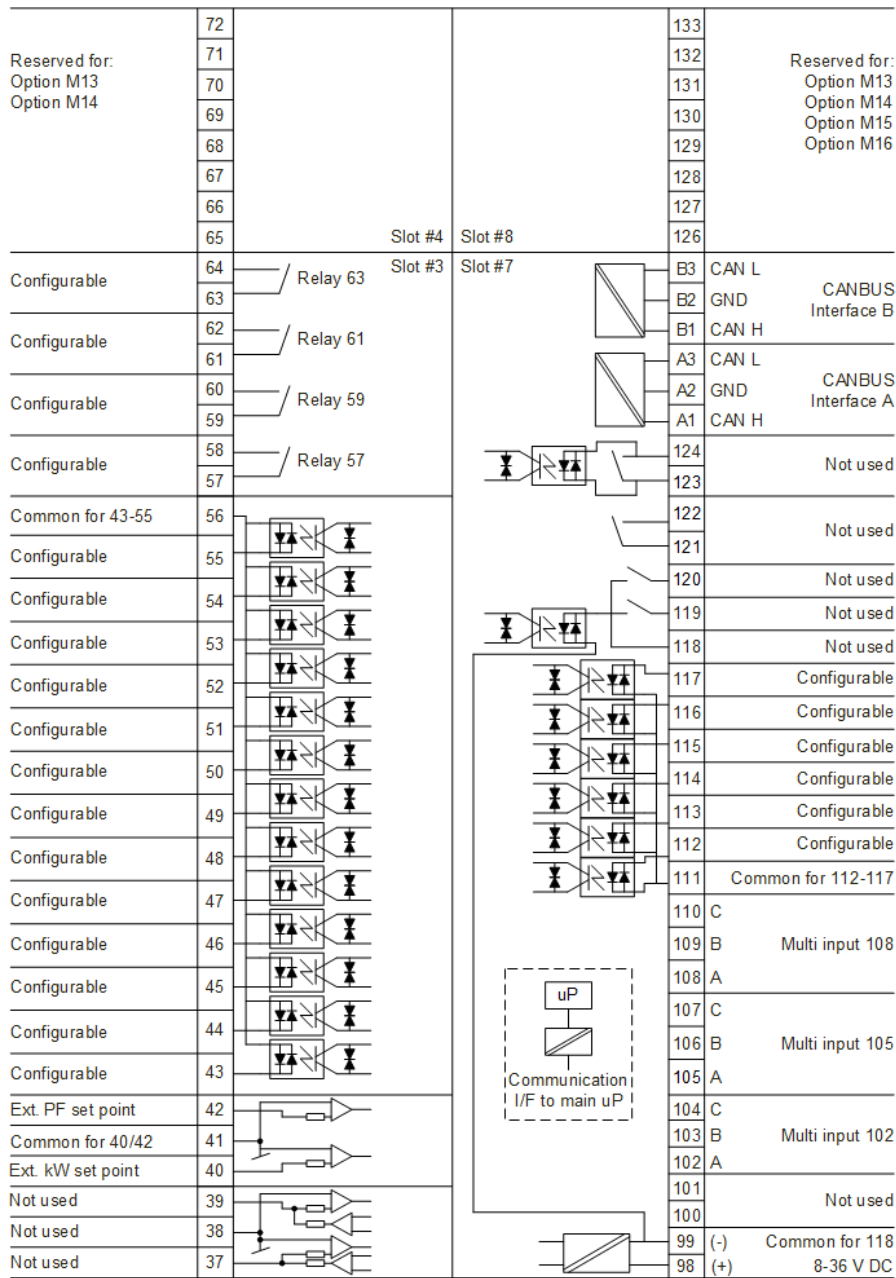 72
133
71
132
Reserved for:
Option M13
Option M14
Reserved for:
Option M13
Option M14
Option M15
Option M16
70
131
69
130
68
129
67
128
66
127
65 Slot #4 Slot #8 126
64 Slot #3 Slot #7 B3 CAN L
Configurable Relay 63
CANBUS
Interface B
63 B2 GND
62 B1 CAN H
Configurable Relay 61
61 A3 CAN L
60 A2 GND
Configurable Relay 59
CANBUS
Interface A
59 A1 CAN H
58 124
Configurable Relay 57
Not used
57 123
Common for 43-55 56 122
Not used
Configurable 55 121
120 Not used
Configurable 54
119 Not used
Configurable 53 118 Not used
117 Configurable
Configurable 52
116 Configurable
Configurable 51
115 Configurable
Configurable 50
114 Configurable
Configurable 49 113 Configurable
112 Configurable
Configurable 48
111 Common for 112-117
Configurable 47
110 C
Configurable 46 109 B Multi input 108
108 A
Configurable 45
uP
107 C
Configurable 44
106 B Multi input 105
Configurable 43 105 A
Communication
I/F to main uP
Ext. PF set point 42 104 C
Common for 40/42 41 103 B Multi input 102
Ext. kW set point 40 102 A
Not used 39 101
Not used
100
Not used 38
99 (-) Common for 118
Not used 37 98 (+) 8-36 V DC